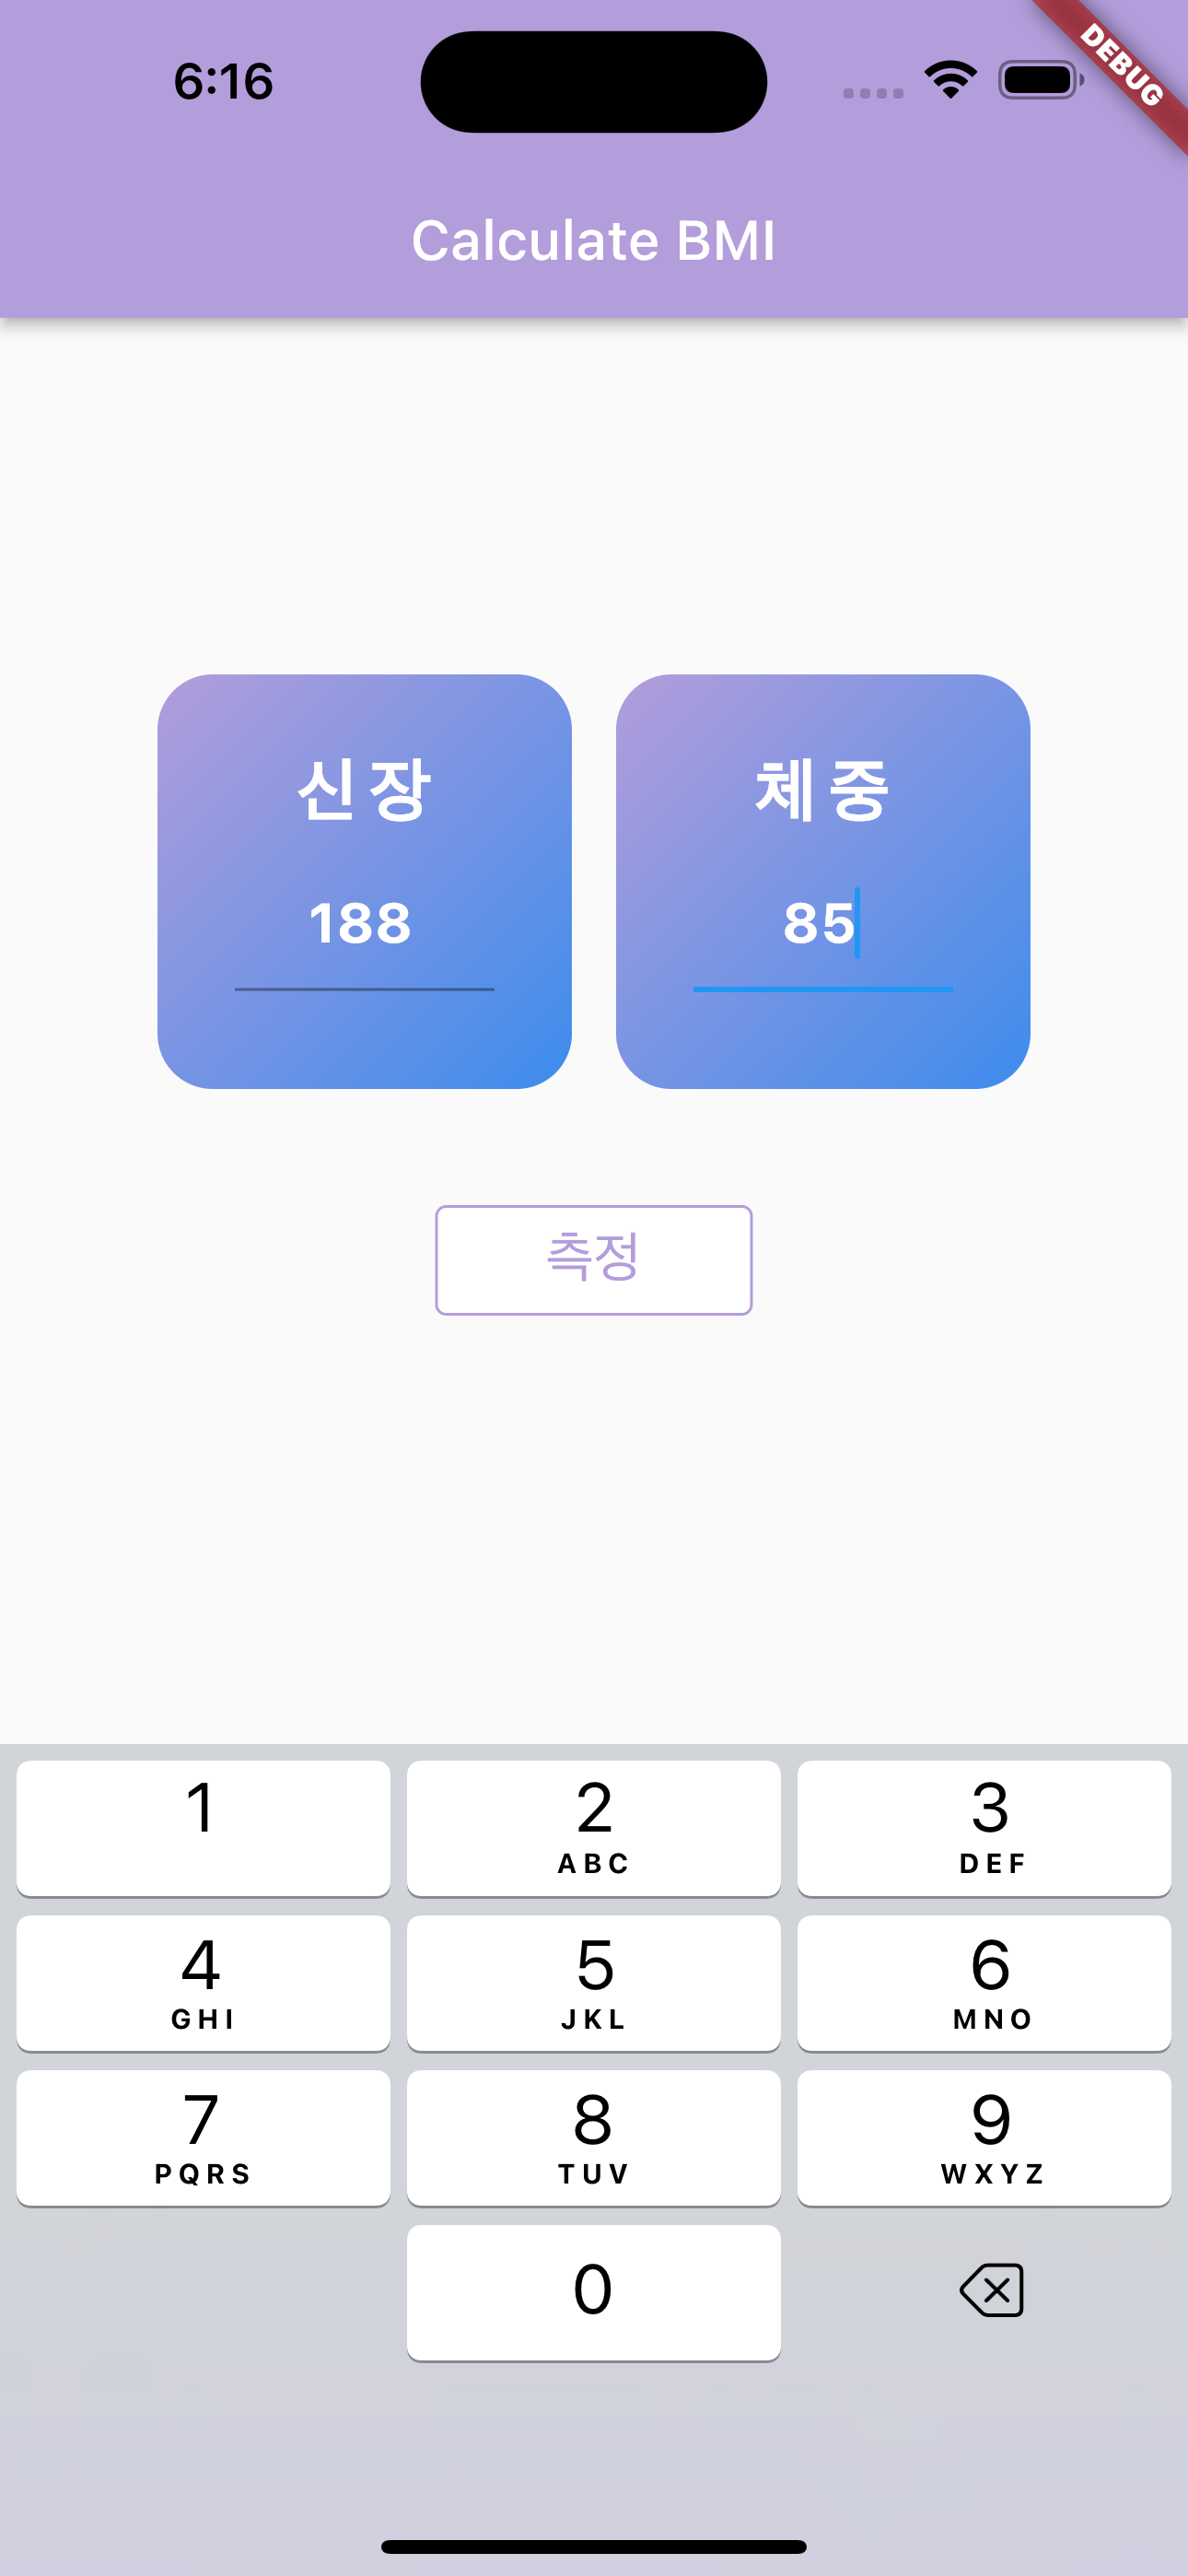 6:16
DEBUG
Calculate BMI
신장
체중
188
85
측정
1
2
ABC
3
DEF
4
GHI
5
JKL
6
MNO
7
PQRS
8
TUV
9
WXYZ
0